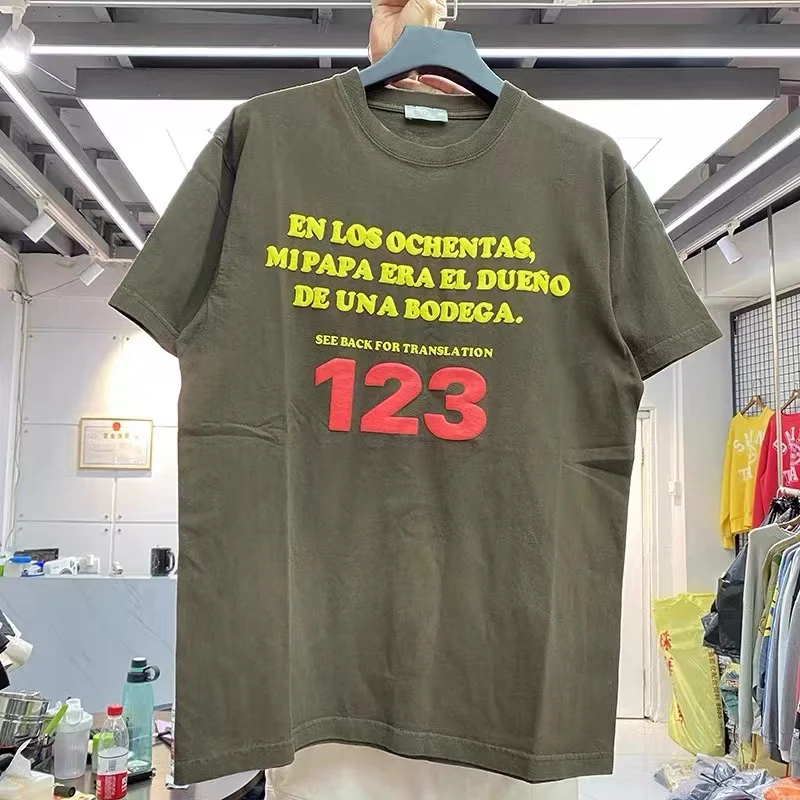 EN LOS OCHENTAS,
MI PAPA ERA EL DUEÑO
DE UNA BODEGA.
SEE BACK FOR TRANSLATION
123